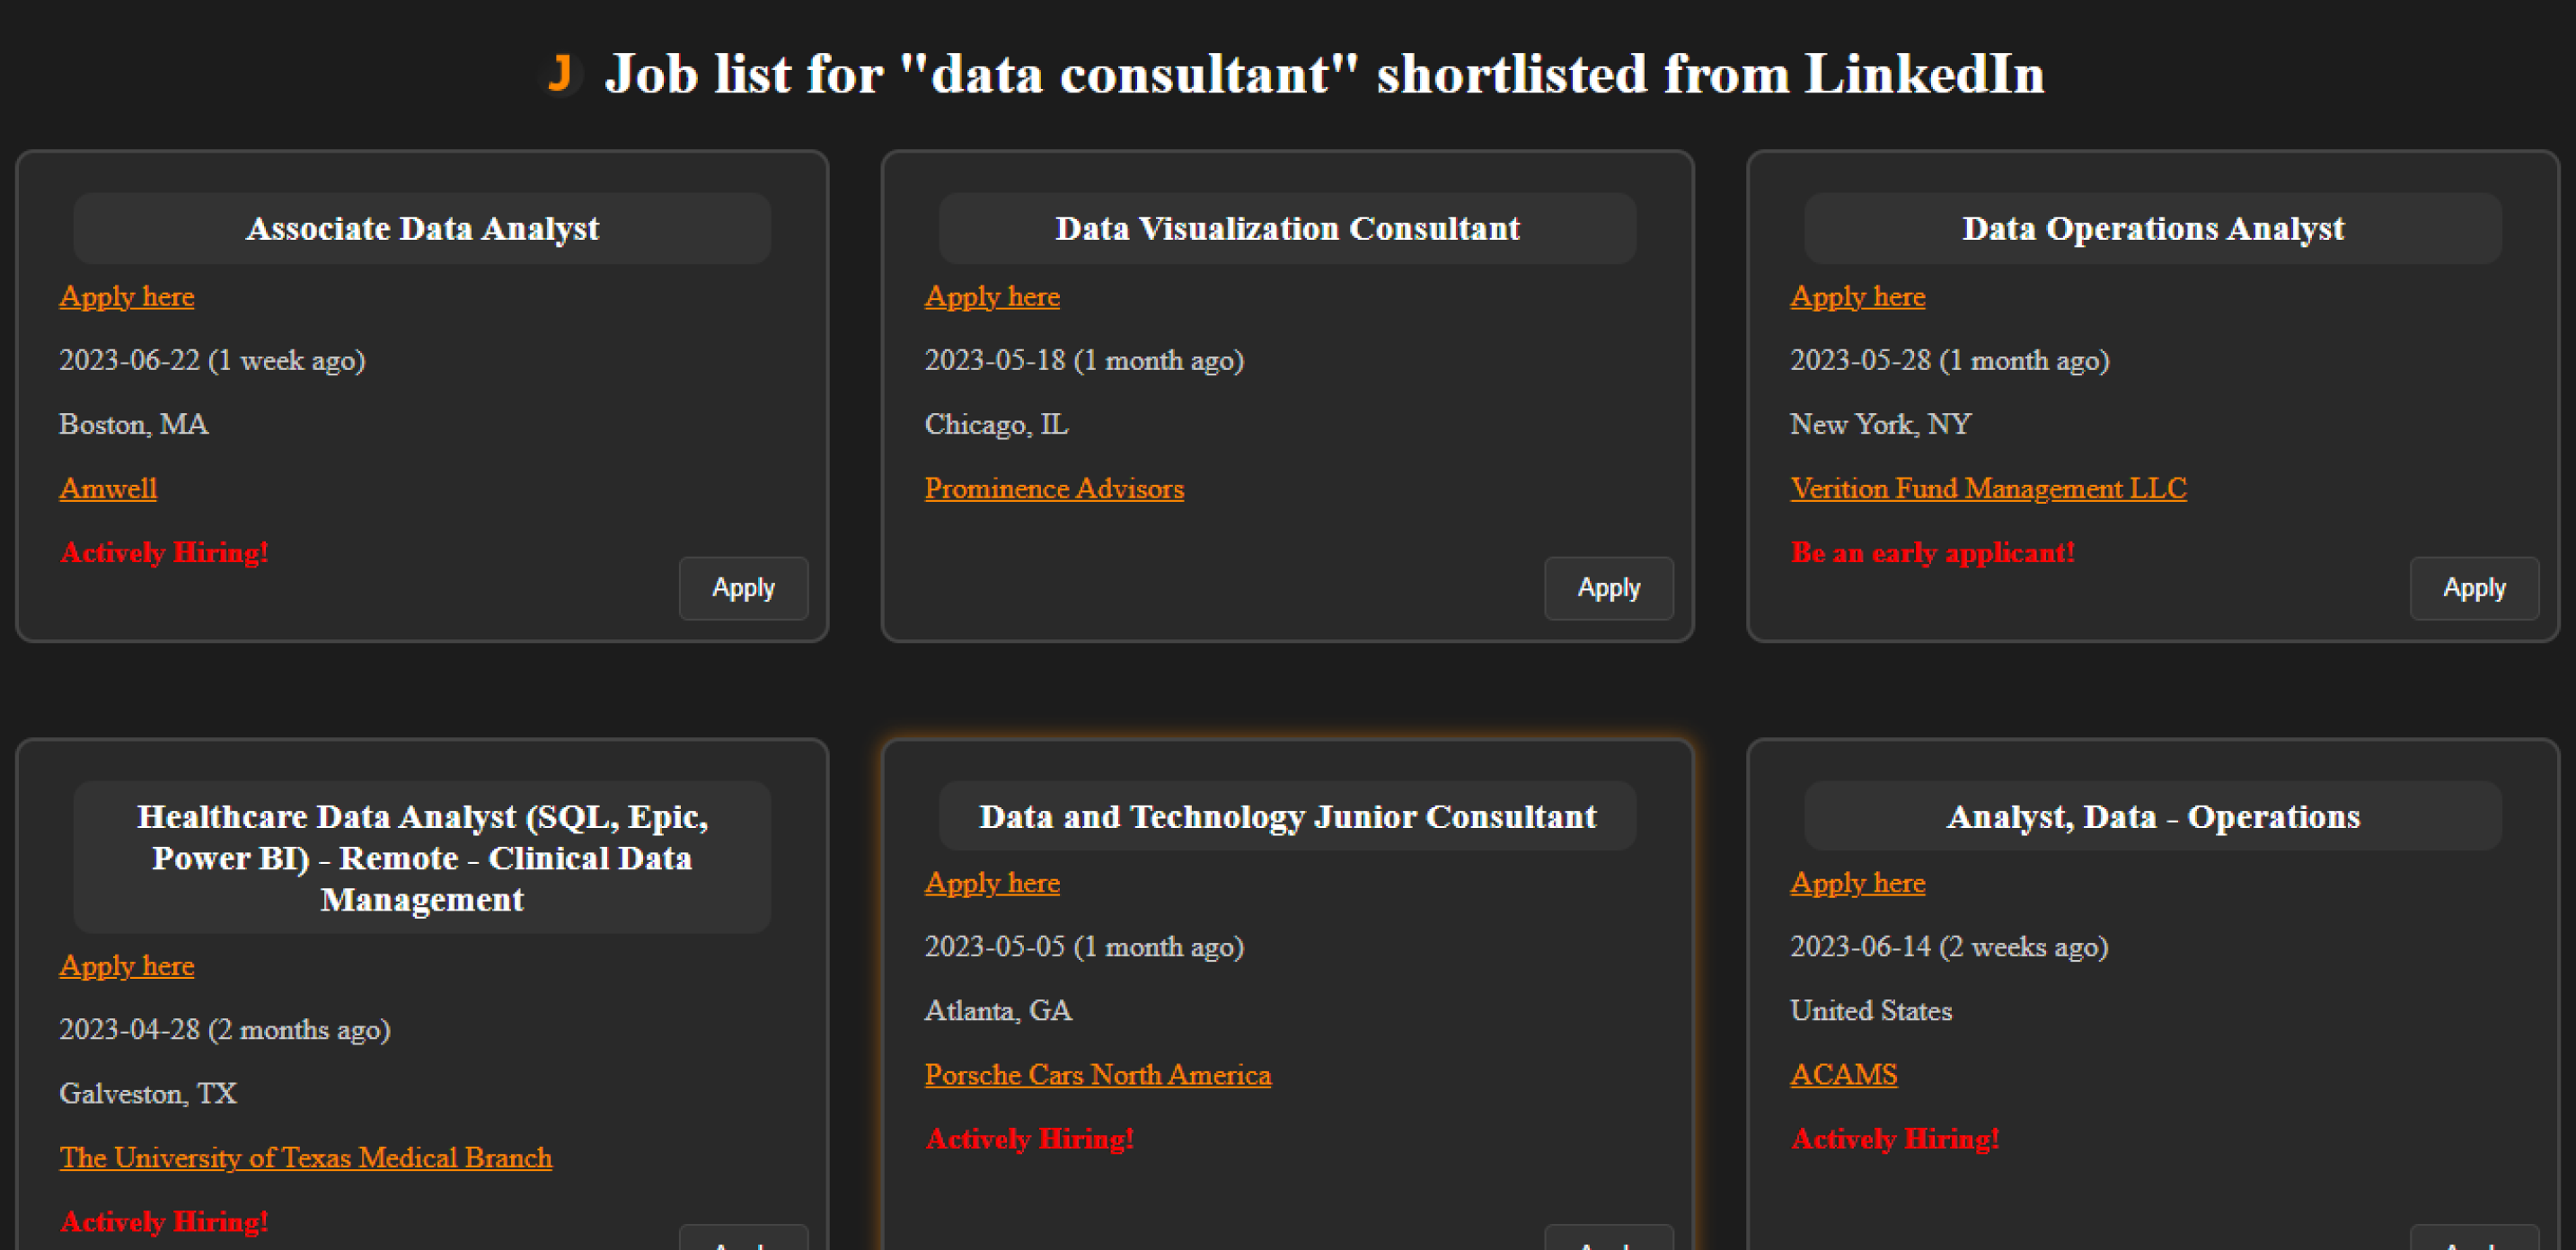 J Job list for "data consultant" shortlisted from LinkedIn
Associate Data Analyst
Apply here
2023-06-22 (1 week ago)
Boston, MA
Amwell
Actively Hiring!
Apply
Data Visualization Consultant
Apply here
2023-05-18 (1 month ago)
Chicago, IL
Prominence Advisors
Apply
Data Operations Analyst
Apply here
2023-05-28 (1 month ago)
New York, NY
Verition Fund Management LLC
Be an early applicant!
Apply
Healthcare Data Analyst (SQL, Epic,
Power BI) - Remote - Clinical Data
Management
Apply here
2023-04-28 (2 months ago)
Galveston, TX
The University of Texas Medical Branch
Actively Hiring!
Data and Technology Junior Consultant
Apply here
2023-05-05 (1 month ago)
Atlanta, GA
Porsche Cars North America
Actively Hiring!
Analyst, Data - Operations
Apply here
2023-06-14 (2 weeks ago)
United States
ACAMS
Actively Hiring!